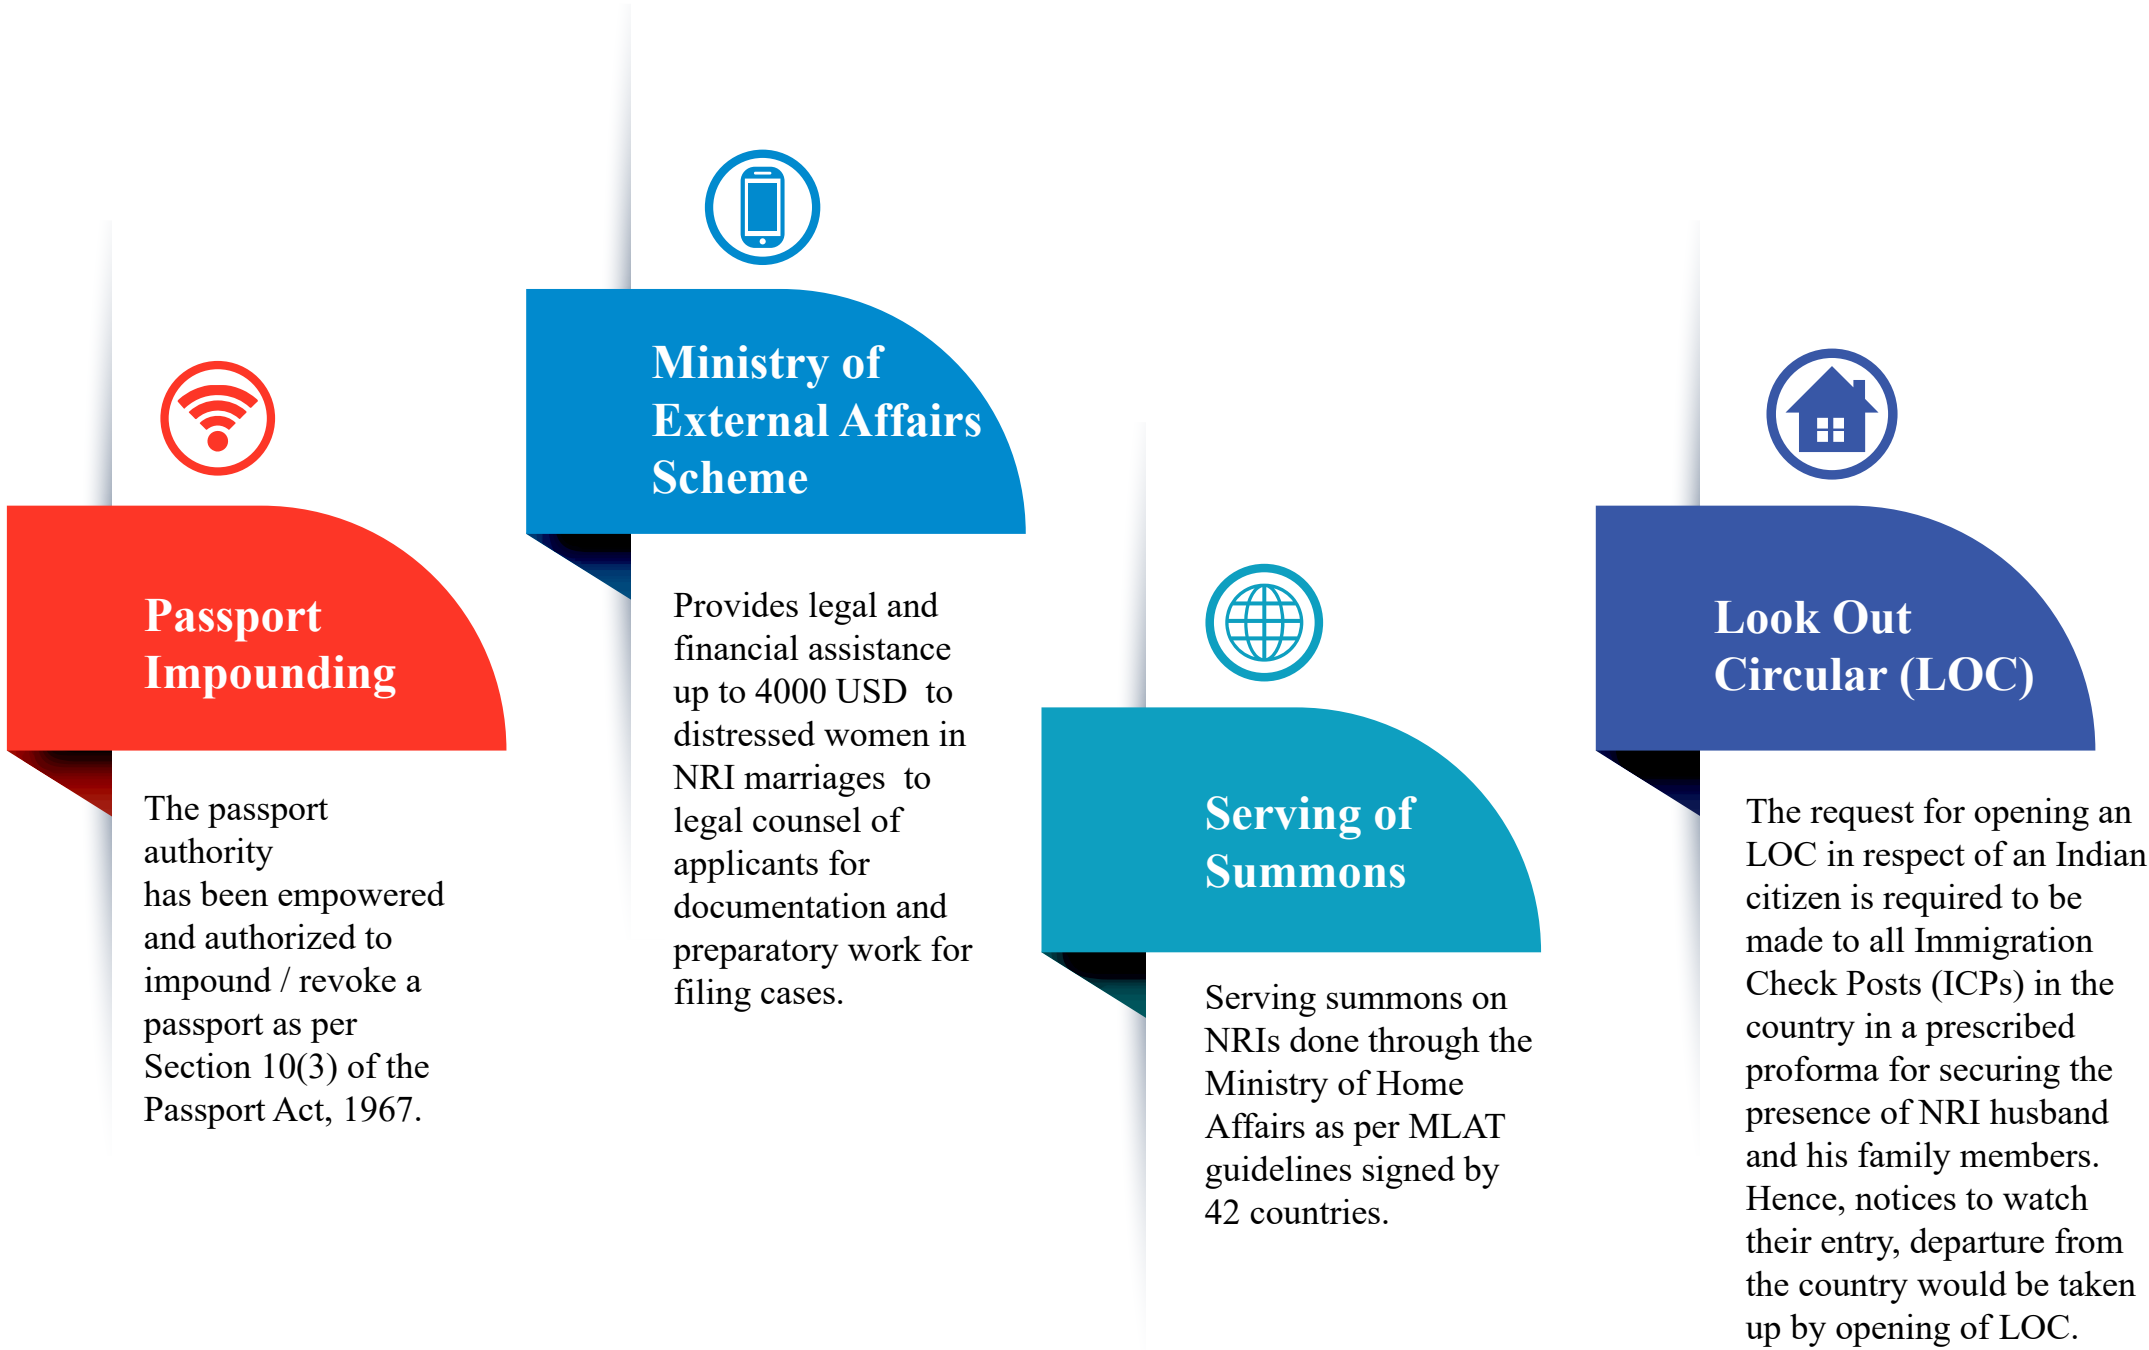 Passport
Impounding
The passport
authority
has been empowered
and authorized to
impound / revoke a
passport as per
Section 10(3) of the
Passport Act, 1967.
Ministry of
External Affairs
Scheme
Provides legal and
financial assistance
up to 4000 USD to
distressed women in
NRI marriages to
legal counsel of
applicants for
documentation and
preparatory work for
filing cases.
Serving of
Summons
Serving summons on
NRIs done through the
Ministry of Home
Affairs as per MLAT
guidelines signed by
42 countries.
Look Out
Circular (LOC)
The request for opening an
LOC in respect of an Indian
citizen is required to be
made to all Immigration
Check Posts (ICPs) in the
country in a prescribed
proforma for securing the
presence of NRI husband
and his family members.
Hence, notices to watch
their entry, departure from
the country would be taken
up by opening of LOC.